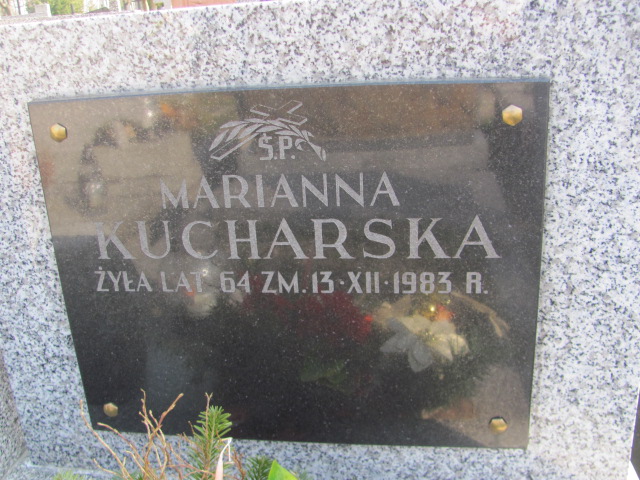 Ś.P.
MARIANNA
KUCHARSKA
ŻYŁA LAT 64 ZM. 13·XII·1983 R.